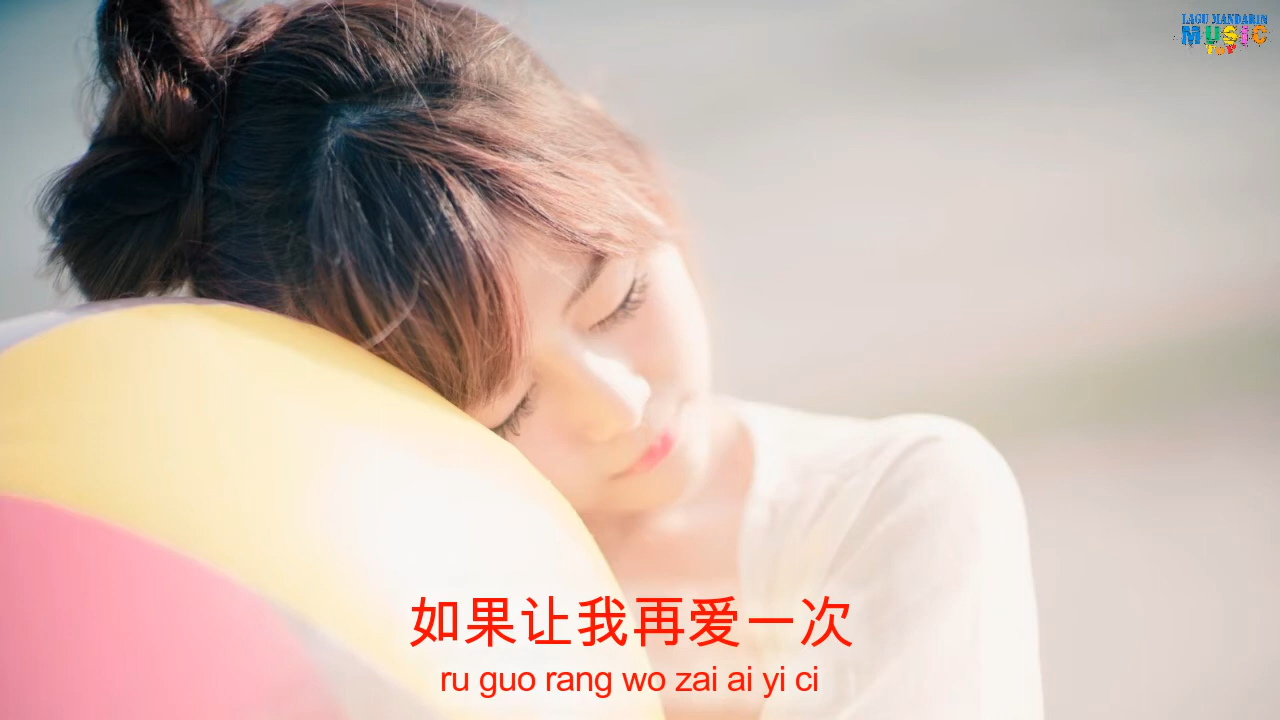 LAGU MANDARIN
MUSIC
POP
如果让我再爱一次
ru guo rang wo zai ai yi ci